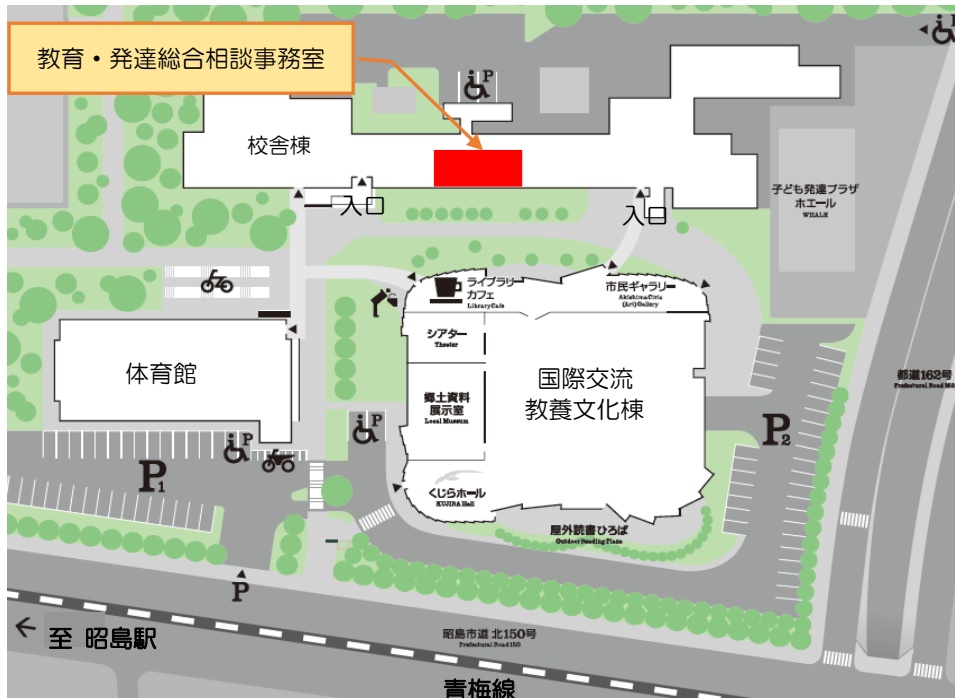 教育・発達総合相談事務室
P
P
校舎棟
入口
入口
子ども発達プラザ
ホエール
WHALE
ライブラリ
カフェ
Library Cafe
市民ギャラリー
Akishima Civic
(Art) Gallery
シアター
Theater
体育館
郷土資料
展示室
Local Museum
国際交流
教養文化棟
都道162号
P2
P
P
P1
くじらホール
KUJIRA Hall
屋外読書ひろば
Outdoor Reading Plaza
P
至 昭島駅
昭島市道 北150号
Prefectural Road 150
青梅線